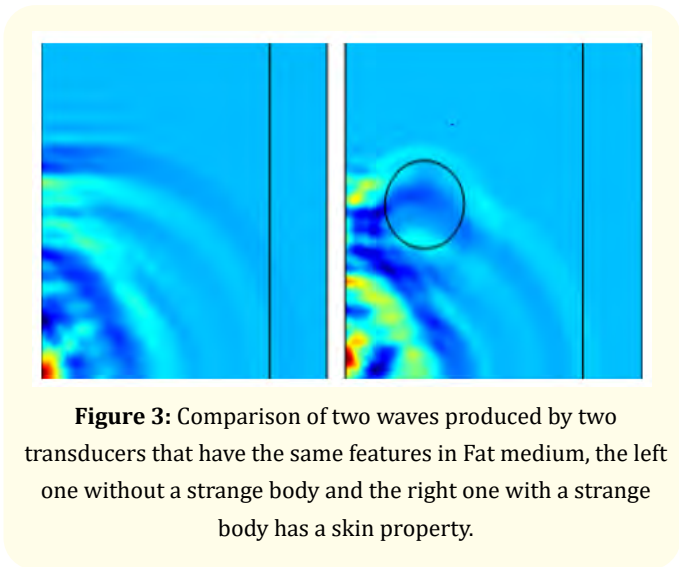 Figure 3: Comparison of two waves produced by two
transducers that have the same features in Fat medium, the left
one without a strange body and the right one with a strange
body has a skin property.